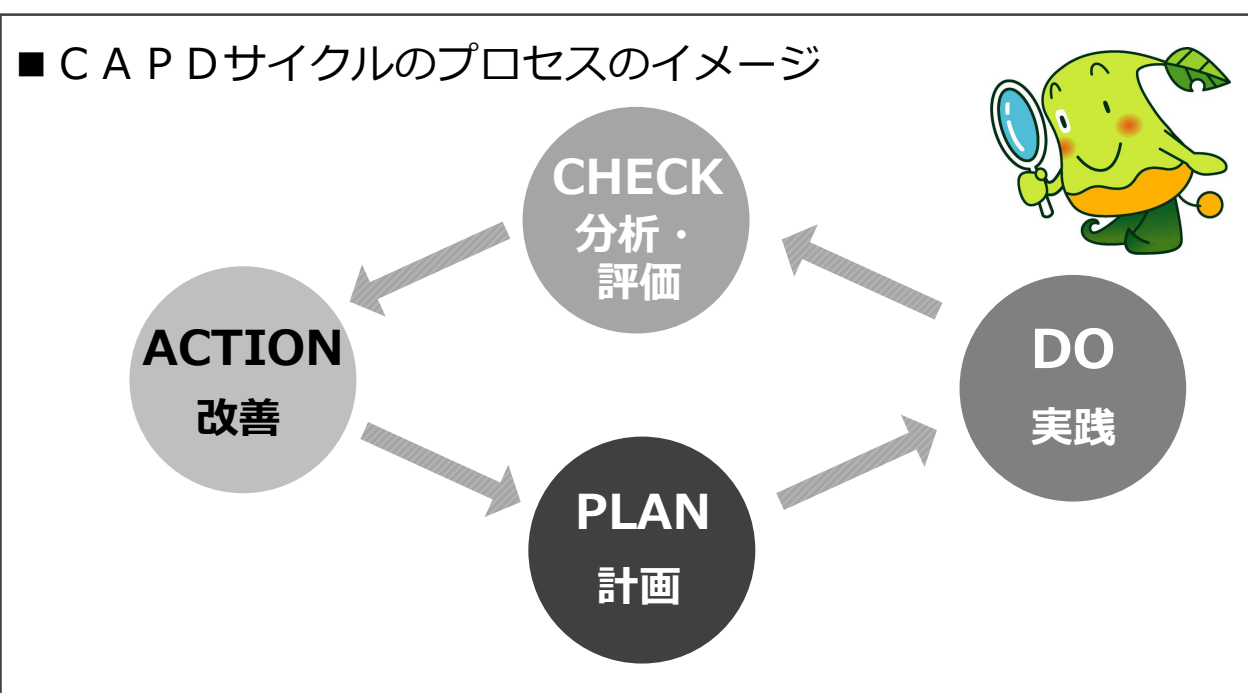 ■ＣＡＰＤサイクルのプロセスのイメージ
CHECK
分析・
評価
ACTION
改善
DO
実践
PLAN
計画